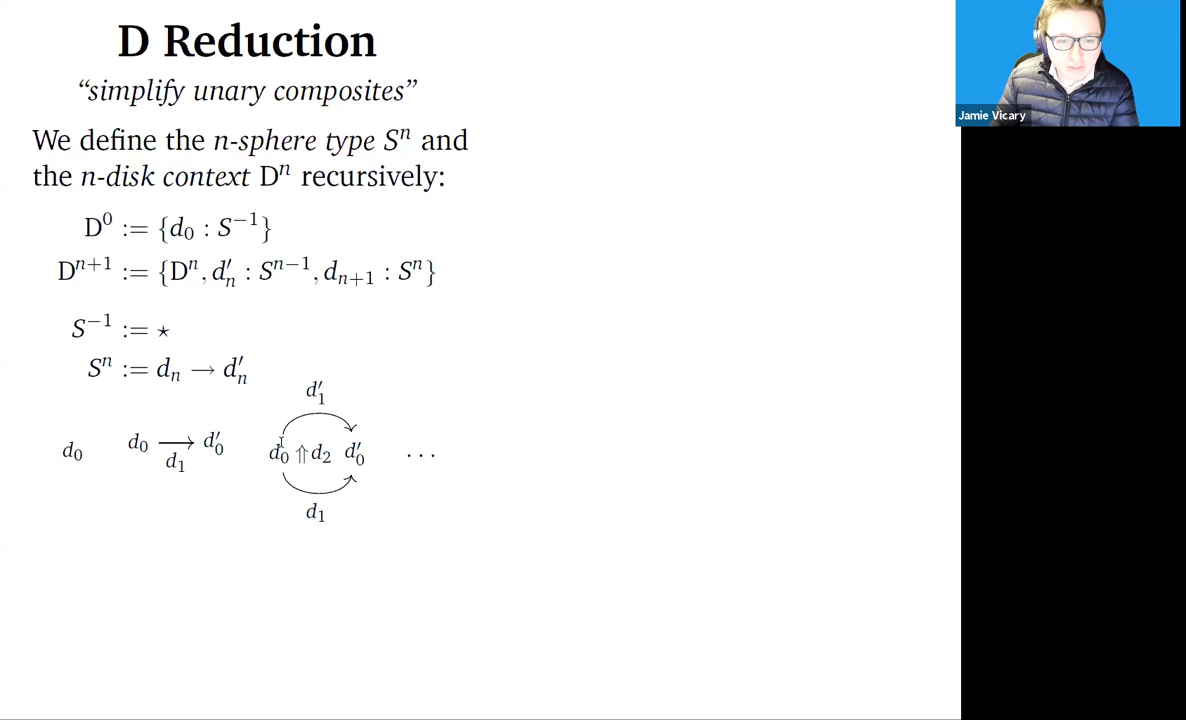 D Reduction
“simplify unary composites”
We define the n-sphere type Sⁿ and
the n-disk context Dⁿ recursively:
D⁰ := {d₀ : S⁻¹}
Dⁿ⁺¹ := {Dⁿ, d′ₙ : Sⁿ⁻¹, dₙ₊₁ : Sⁿ}
S⁻¹ := ⋆
Sⁿ := dₙ → d′ₙ
d′₁
d₀ d₀ → d′₀ d₀ ⇑ d₂ d′₀ ...
d₁
d₁
Jamie Vicary